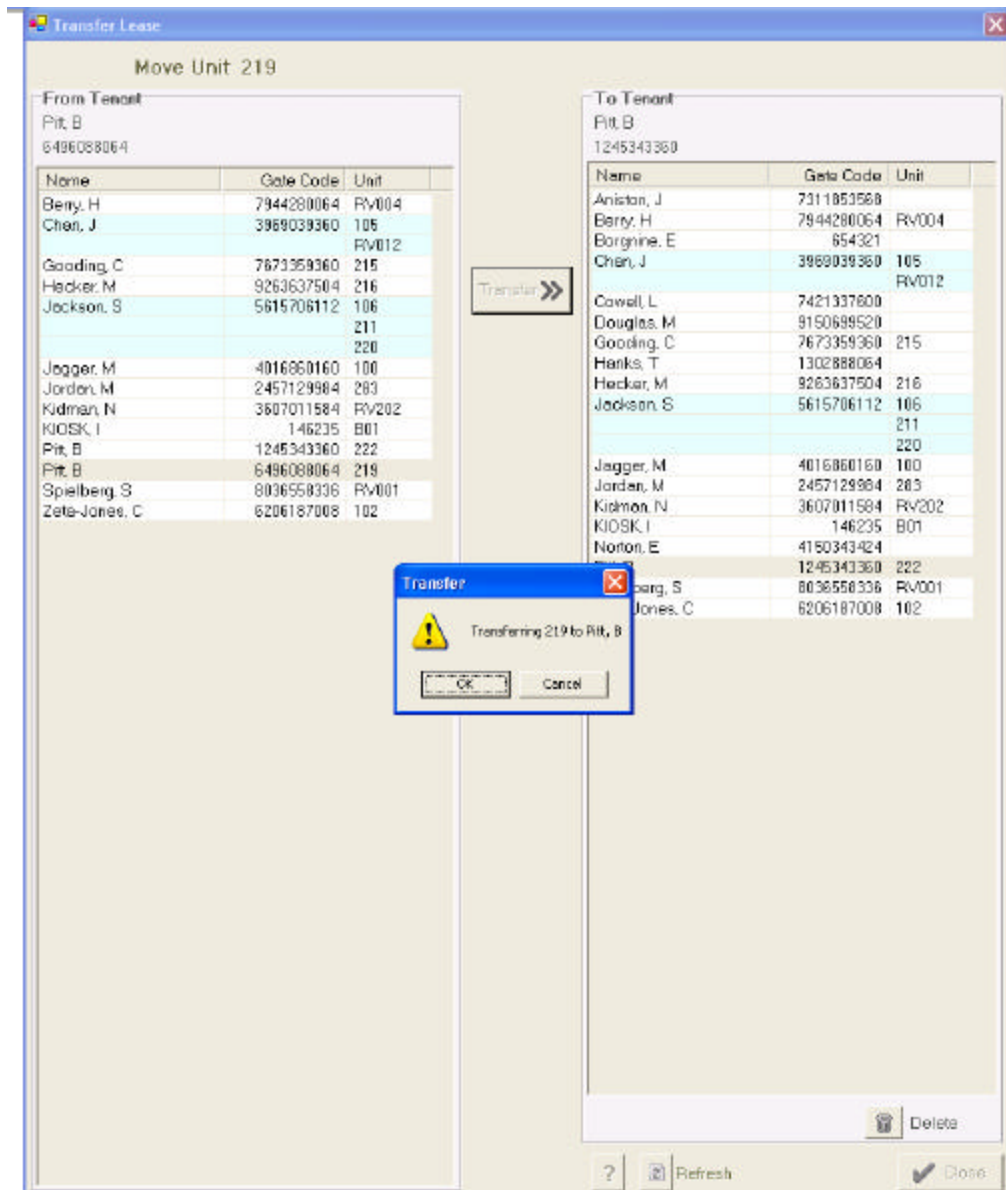 Transfer Lease
Move Unit 219
From Tenant
Pitt, B
6496088064
Name Gate Code Unit
Berry, H 7944280064 RV004
Chan, J 3969039360 105
RV012
Gooding, C 7673359360 215
Hecker, M 9263637504 216
Jackson, S 5615706112 106
211
220
Jagger, M 4016860160 100
Jordan, M 2457129984 203
Kidman, N 3607011584 RV202
KIOSK, I 146235 B01
Pitt, B 1245343360 222
Pitt, B 6496088064 219
Spielberg, S 8036558336 RV001
Zeta-Jones, C 6206187008 102
Transfer
To Tenant
Pitt, B
1245343360
Name Gate Code Unit
Aniston, J 7311853568
Berry, H 7944280064 RV004
Borgnine, E 654321
Chan, J 3969039360 105
RV012
Cowell, L 7421337600
Douglas, M 9150699520
Gooding, C 7673359360 215
Hanks, T 1302888064
Hecker, M 9263637504 216
Jackson, S 5615706112 106
211
220
Jagger, M 4016860160 100
Jordan, M 2457129984 203
Kidman, N 3607011584 RV202
KIOSK, I 146235 B01
Norton, E 4150343424
1245343360 222
berg, S 8036558336 RV001
Jones, C 6206187008 102
Transfer
Transferring 219 to Pitt, B
OK Cancel
Delete
? Refresh Close